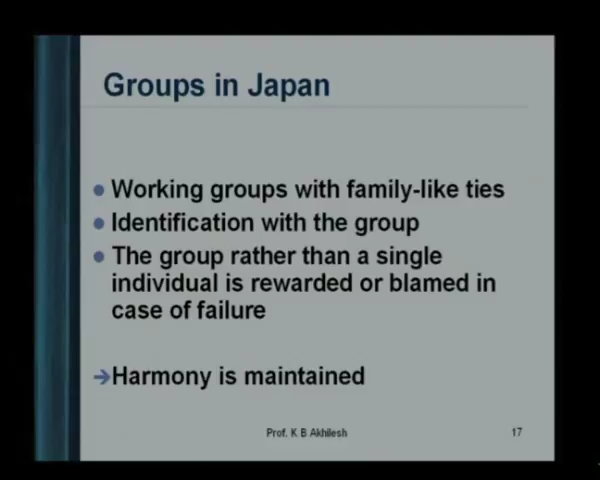 Groups in Japan
Working groups with family-like ties
Identification with the group
The group rather than a single
individual is rewarded or blamed in
case of failure
Harmony is maintained
Prof. K B Akhilesh
17